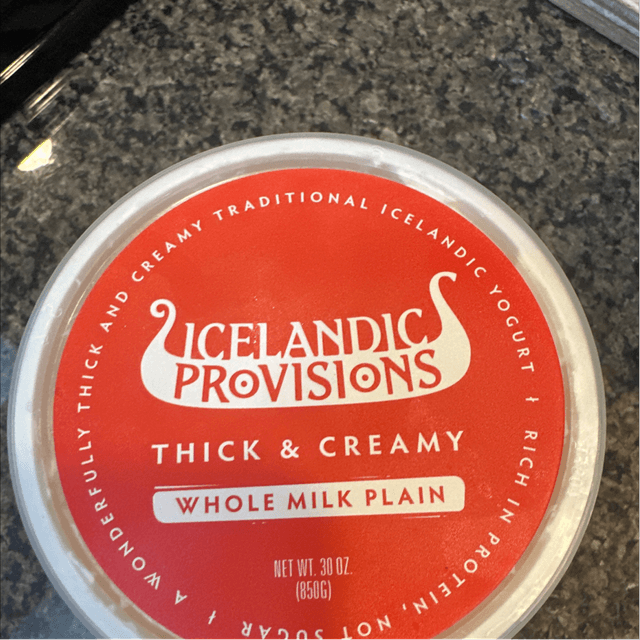 A WONDERFULLY THICK AND CREAMY TRADITIONAL ICELANDIC YOGURT ƚ RICH IN PROTEIN, NOT SUGAR ƚ
ICELANDIC
PROVISIONS
THICK & CREAMY
WHOLE MILK PLAIN
NET WT. 30 OZ.
(850G)